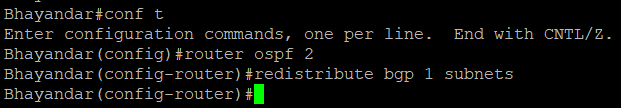 Bhayandar#conf t
Enter configuration commands, one per line.  End with CNTL/Z.
Bhayandar(config)#router ospf 2
Bhayandar(config-router)#redistribute bgp 1 subnets
Bhayandar(config-router)#